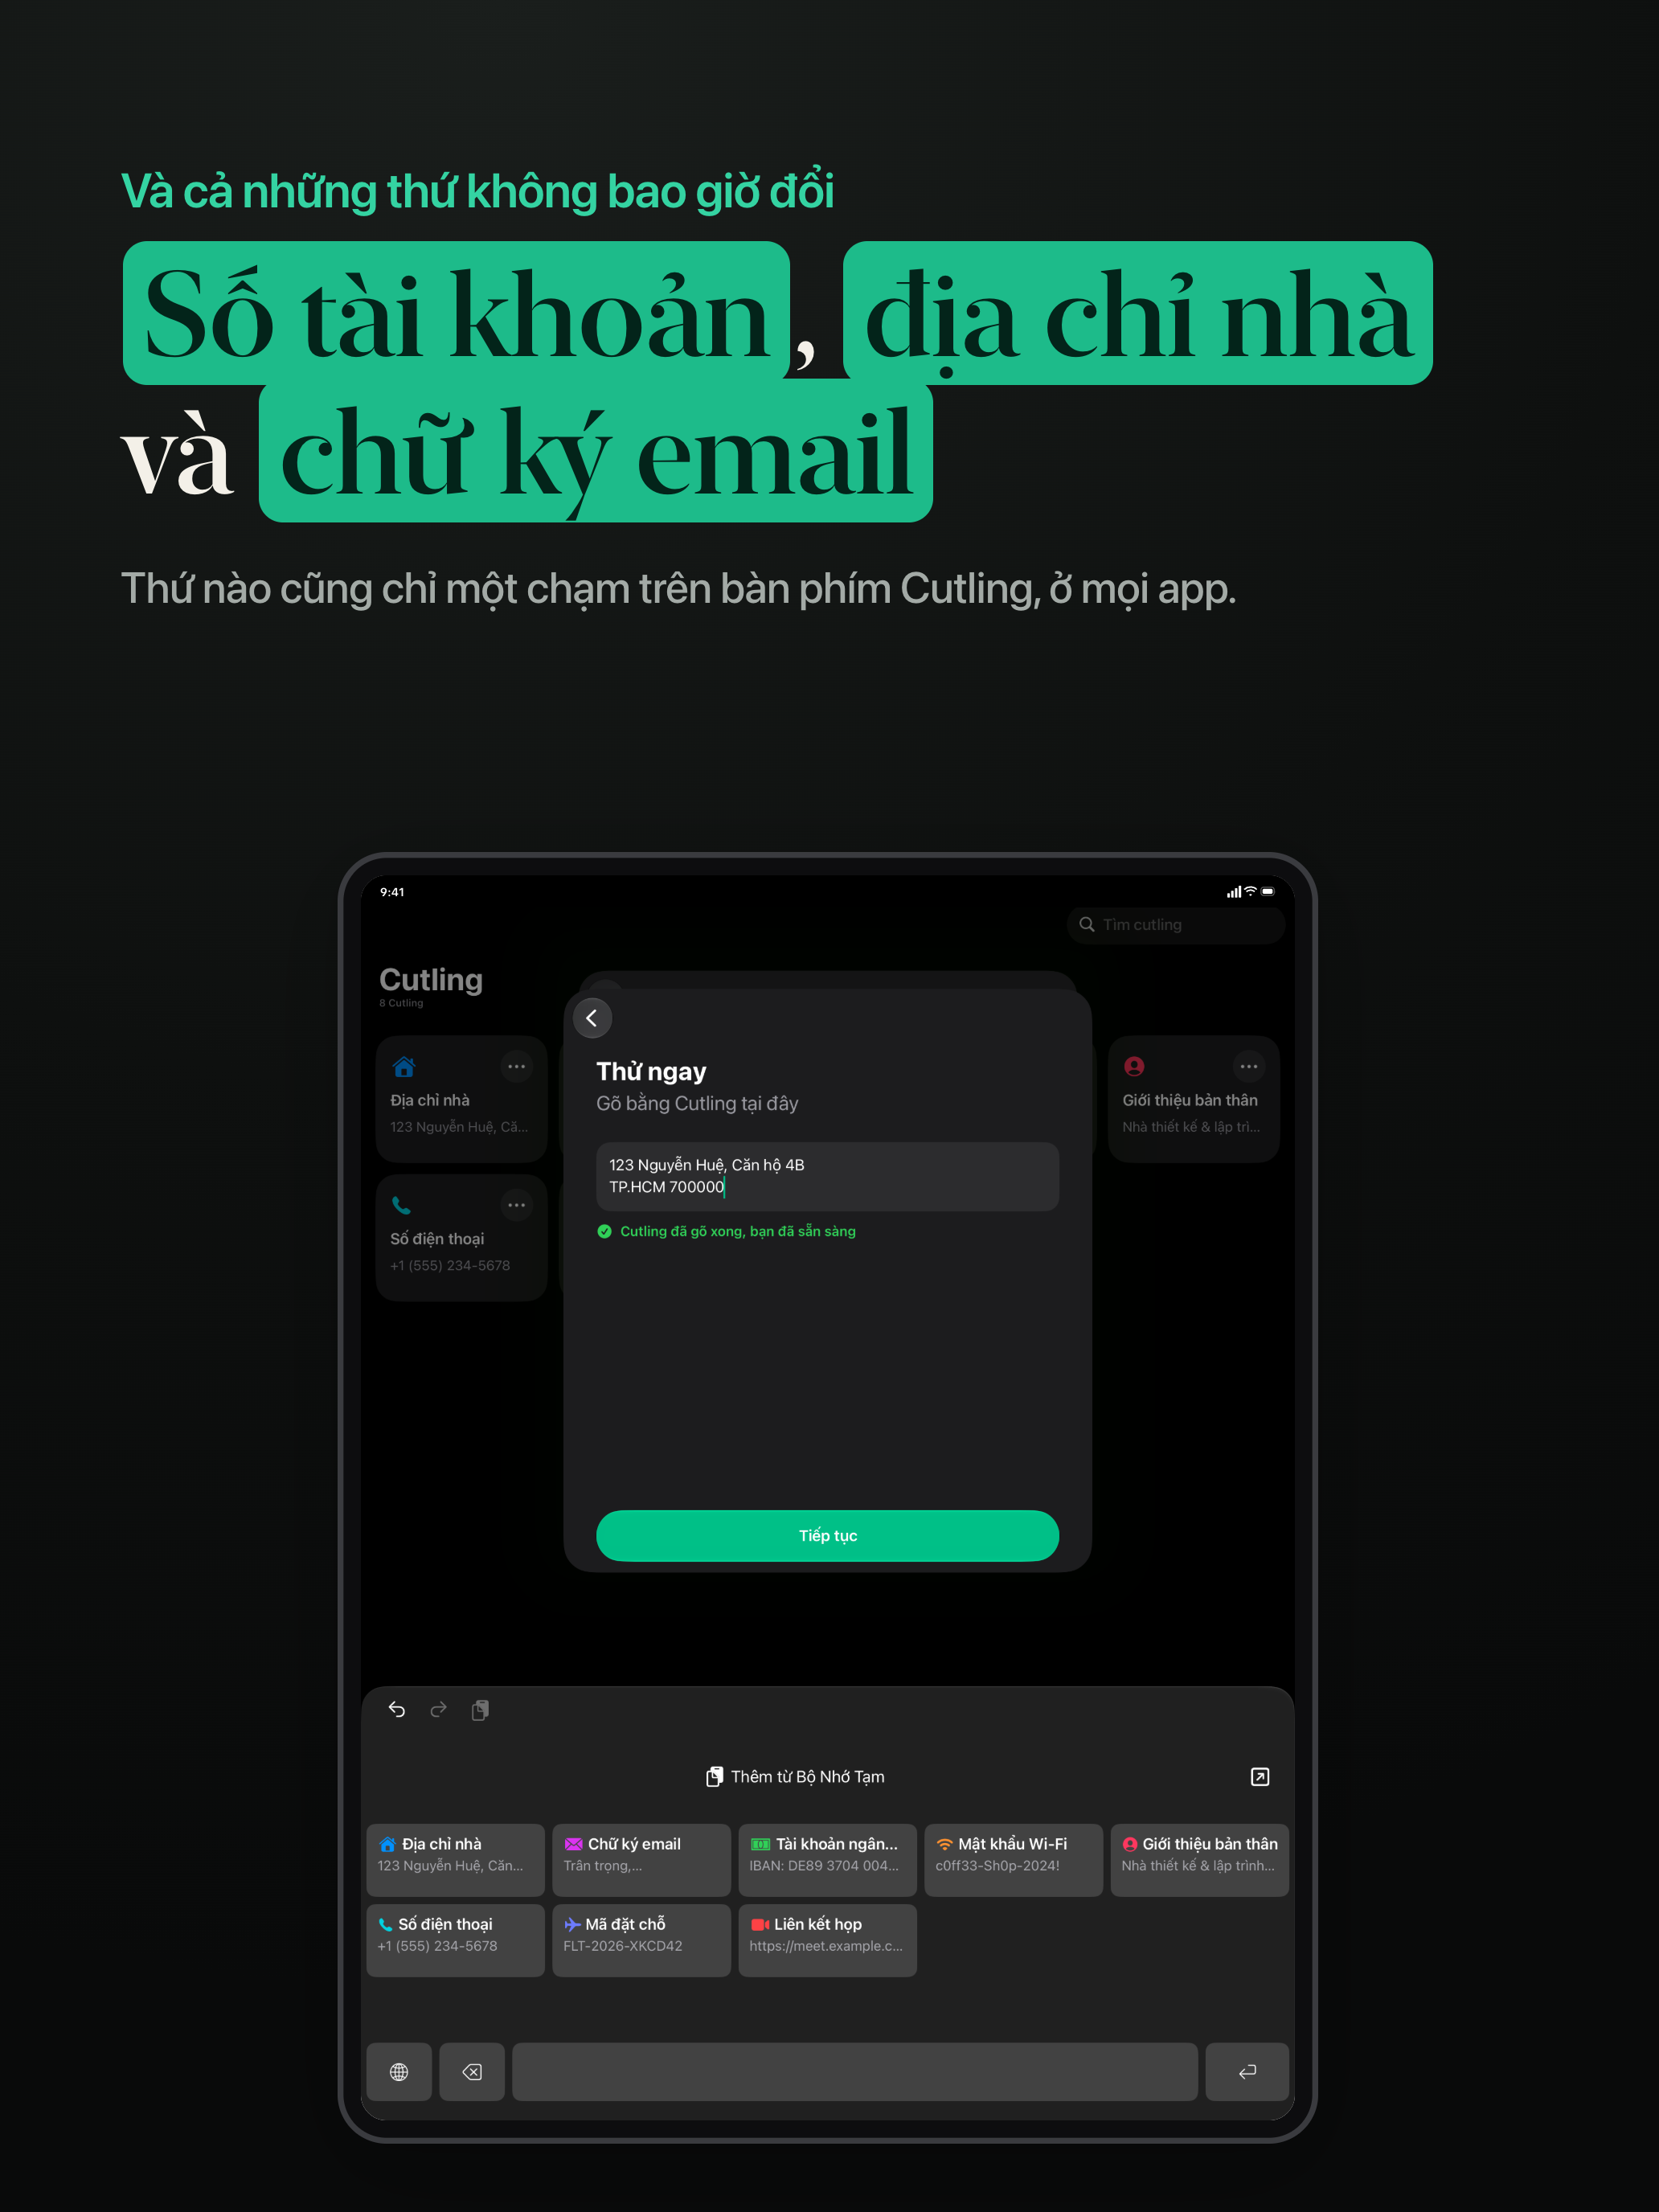 Và cả những thứ không bao giờ đổi
Số tài khoản, địa chỉ nhà
và chữ ký email
Thứ nào cũng chỉ một chạm trên bàn phím Cutling, ở mọi app.
9:41
Tìm cutling
Cutling
8 Cutling
Địa chỉ nhà
123 Nguyễn Huệ, Că...
Giới thiệu bản thân
Nhà thiết kế & lập trì...
Số điện thoại
+1 (555) 234-5678
Thử ngay
Gõ bằng Cutling tại đây
123 Nguyễn Huệ, Căn hộ 4B
TP.HCM 700000
Cutling đã gõ xong, bạn đã sẵn sàng
Tiếp tục
Thêm từ Bộ Nhớ Tạm
Địa chỉ nhà
123 Nguyễn Huệ, Căn...
Chữ ký email
Trân trọng,...
Tài khoản ngân...
IBAN: DE89 3704 004...
Mật khẩu Wi-Fi
c0ff33-Sh0p-2024!
Giới thiệu bản thân
Nhà thiết kế & lập trình...
Số điện thoại
+1 (555) 234-5678
Mã đặt chỗ
FLT-2026-XKCD42
Liên kết họp
https://meet.example.c...